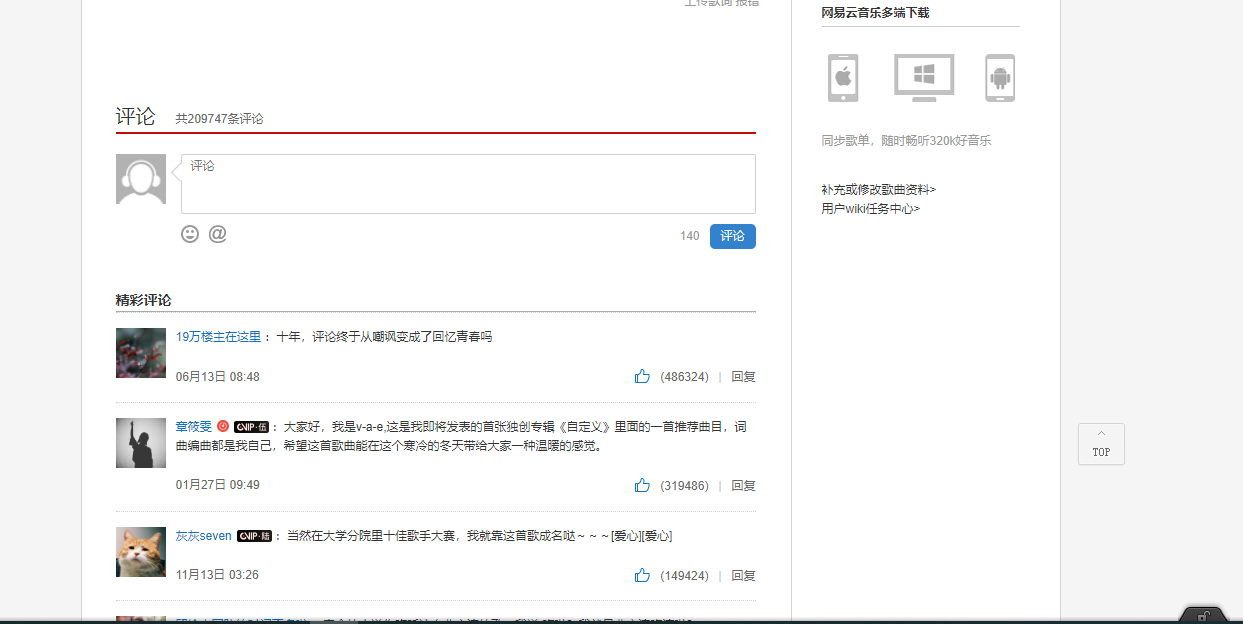 上传歌词 报错
网易云音乐多端下载
同步歌单，随时畅听320k好音乐
补充或修改歌曲资料>
用户wiki任务中心>
评论 共209747条评论
评论
140 评论
精彩评论
19万楼主在这里 ：十年，评论终于从嘲讽变成了回忆青春吗
06月13日 08:48 (486324) | 回复
章筱雯 CVIP·伍 ：大家好，我是v-a-e,这是我即将发表的首张独创专辑《自定义》里面的一首推荐曲目，词
曲编曲都是我自己，希望这首歌曲能在这个寒冷的冬天带给大家一种温暖的感觉。
01月27日 09:49 (319486) | 回复
灰灰seven CVIP·陆 ：当然在大学分院里十佳歌手大赛，我就靠这首歌成名哒～～～[爱心][爱心]
11月13日 03:26 (149424) | 回复
TOP